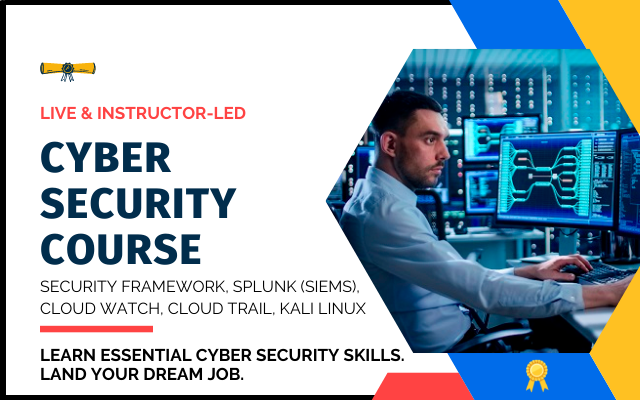 LIVE & INSTRUCTOR-LED
CYBER
SECURITY
COURSE
SECURITY FRAMEWORK, SPLUNK (SIEMS),
CLOUD WATCH, CLOUD TRAIL, KALI LINUX
LEARN ESSENTIAL CYBER SECURITY SKILLS.
LAND YOUR DREAM JOB.